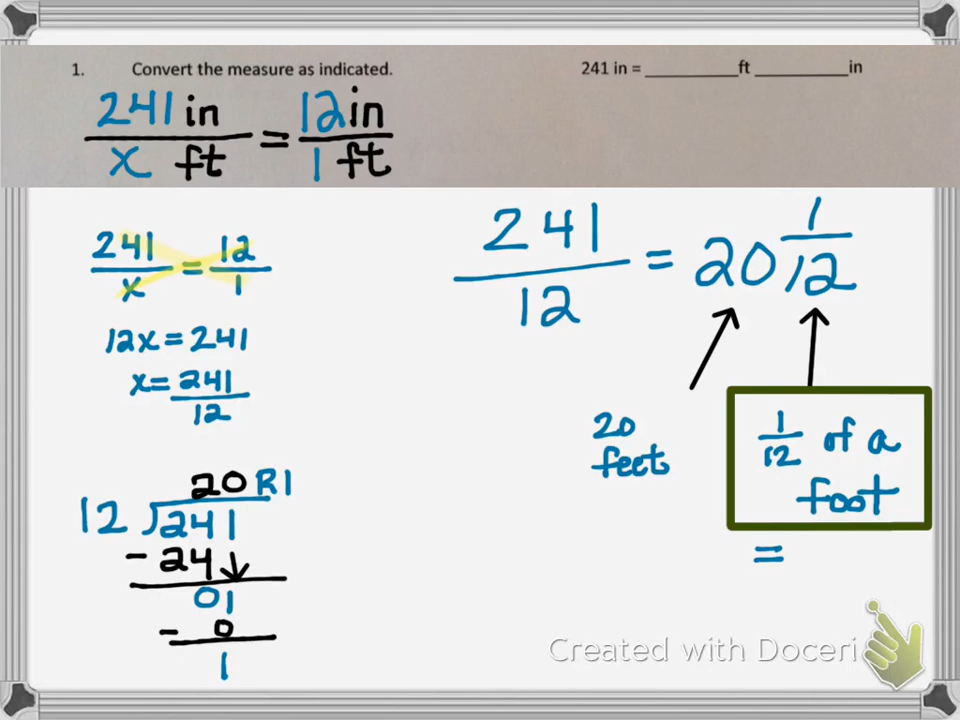 1. Convert the measure as indicated.
241 in = __________ft __________in
241 in / x ft = 12 in / 1 ft
241/x = 12/1
12x = 241
x = 241/12
20 R1
12 241
- 24
01
- 0
1
241/12 = 20 1/12
20 feet
1/12 of a foot
=
Created with Doceri